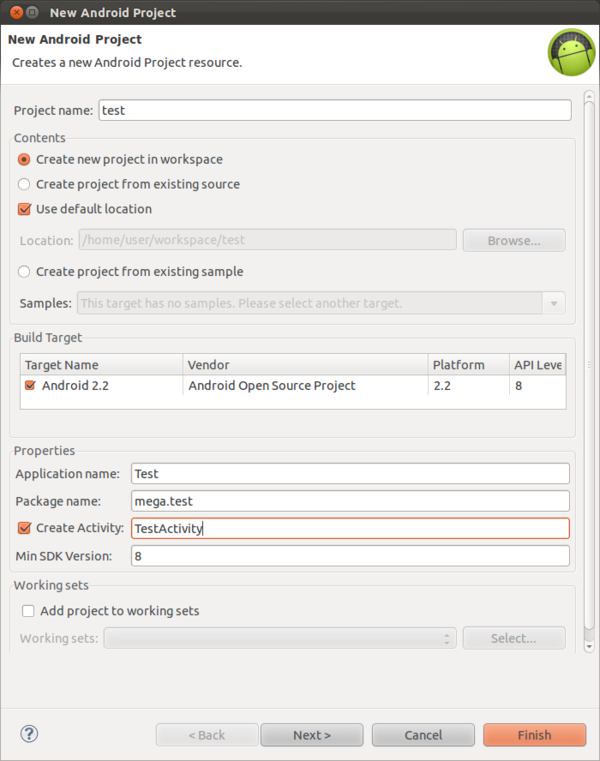 New Android Project
New Android Project
Creates a new Android Project resource.
Project name: test
Contents
Create new project in workspace
Create project from existing source
Use default location
Location: /home/user/workspace/test Browse...
Create project from existing sample
Samples: This target has no samples. Please select another target.
Build Target
Target Name Vendor Platform API Leve
Android 2.2 Android Open Source Project 2.2 8
Properties
Application name: Test
Package name: mega.test
Create Activity: TestActivity
Min SDK Version: 8
Working sets
Add project to working sets
Working sets: Select...
? < Back Next > Cancel Finish